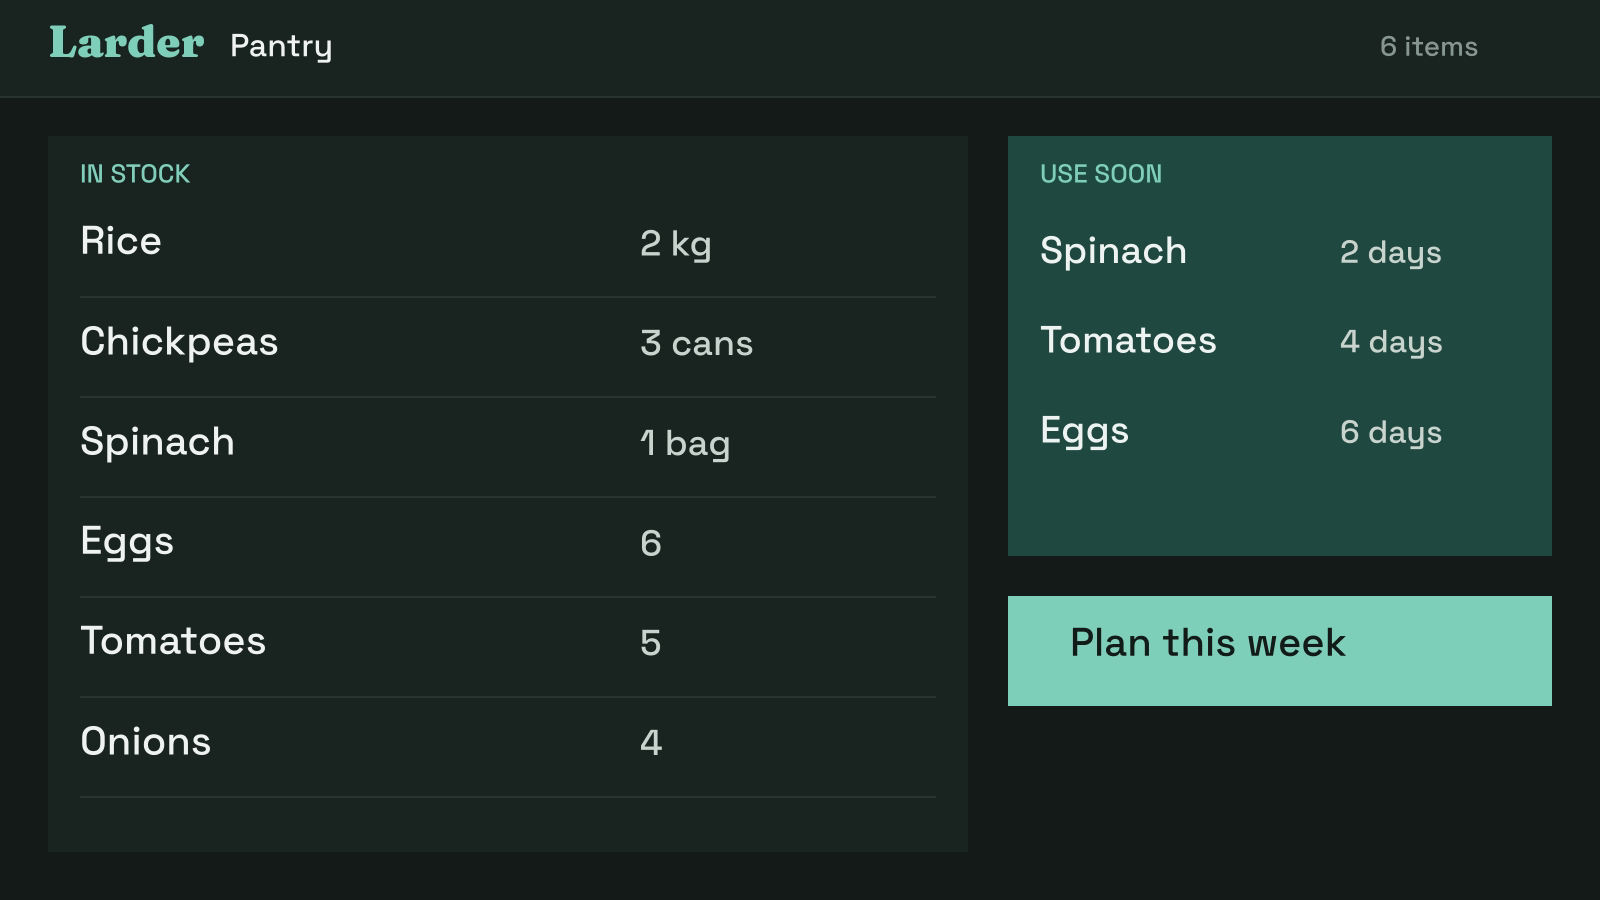 Larder Pantry 6 items
IN STOCK
Rice 2 kg
Chickpeas 3 cans
Spinach 1 bag
Eggs 6
Tomatoes 5
Onions 4
USE SOON
Spinach 2 days
Tomatoes 4 days
Eggs 6 days
Plan this week